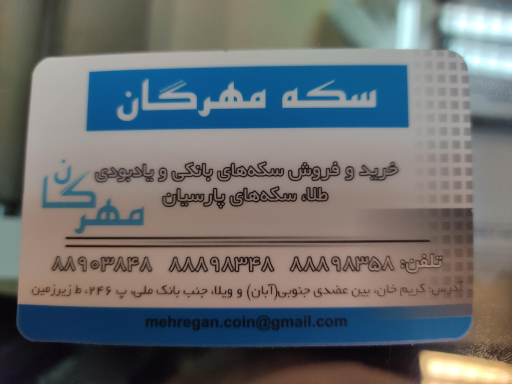 سکه مهرگان
خرید و فروش سکه‌های بانکی و یادبودی
طلا، سکه‌های پارسیان
مهرگان
تلفن: ۸۸۸۹۸۳۵۸ ۸۸۸۹۸۳۴۸ ۸۸۹۰۳۸۴۸
آدرس: کریم خان، بین عضدی جنوبی(آبان) و ویلا، جنب بانک ملی، پ ۲۴۶، ط زیرزمین
mehregan.coin@gmail.com